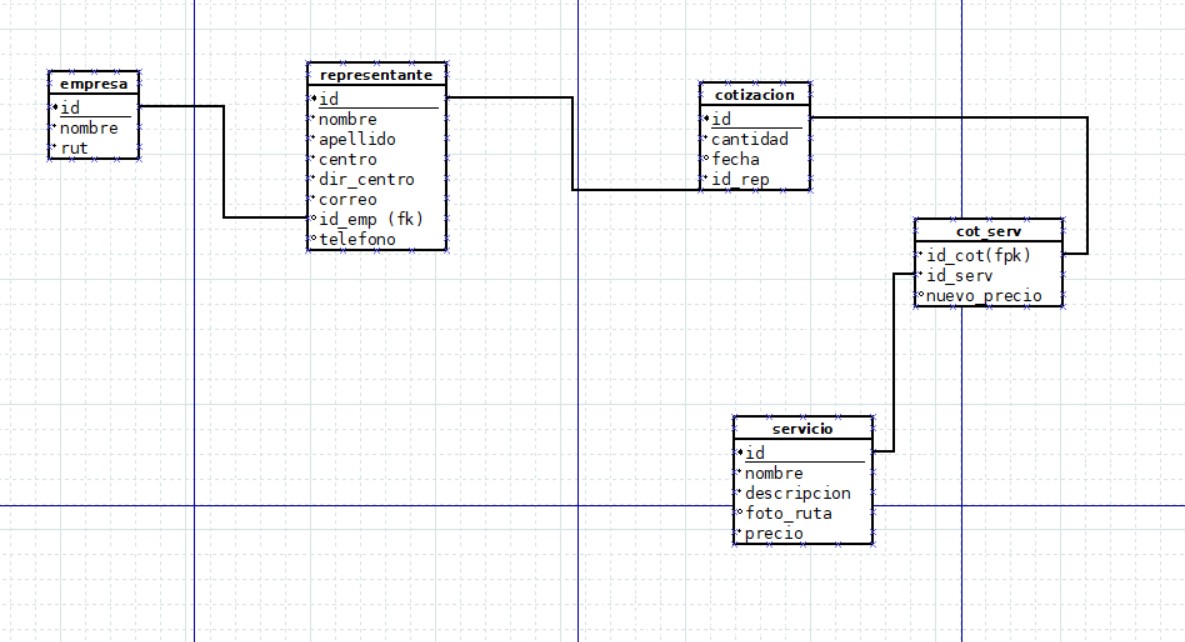 empresa
id
nombre
rut
representante
id
nombre
apellido
centro
dir_centro
correo
id_emp (fk)
telefono
cotizacion
id
cantidad
fecha
id_rep
cot_serv
id_cot(fpk)
id_serv
nuevo_precio
servicio
id
nombre
descripcion
foto_ruta
precio